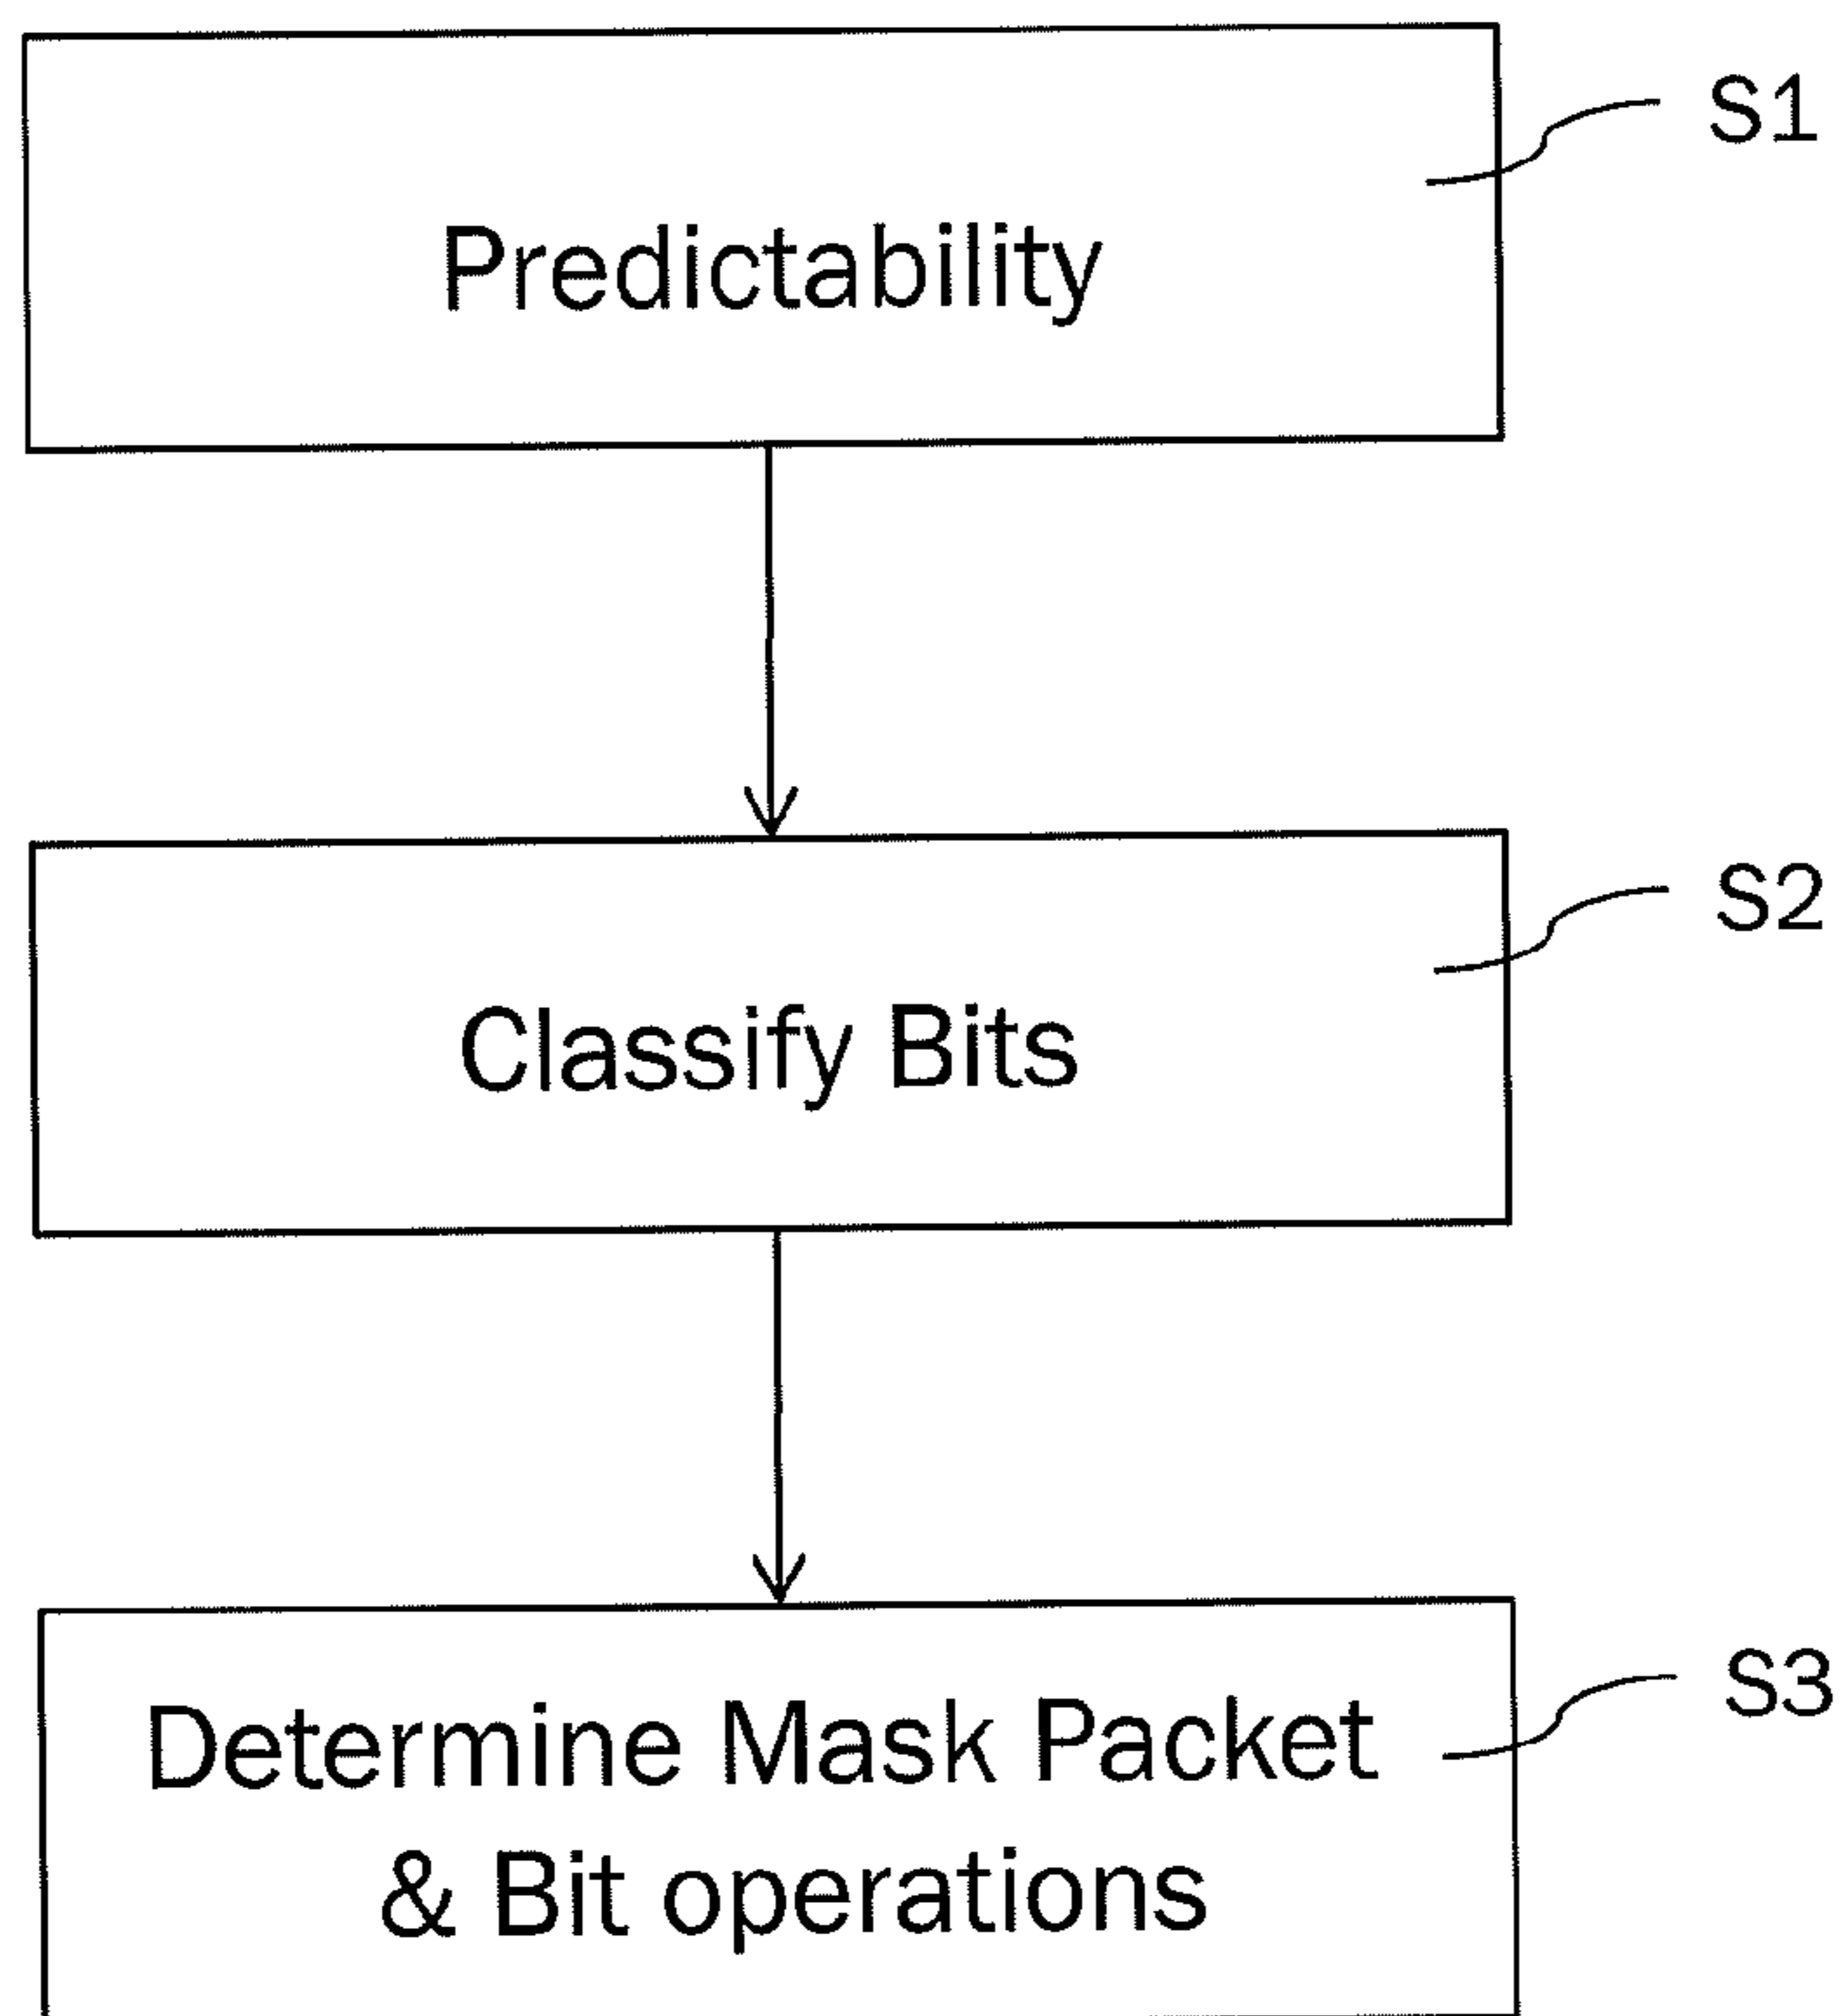 S1
Predictability
S2
Classify Bits
S3
Determine Mask Packet
& Bit operations